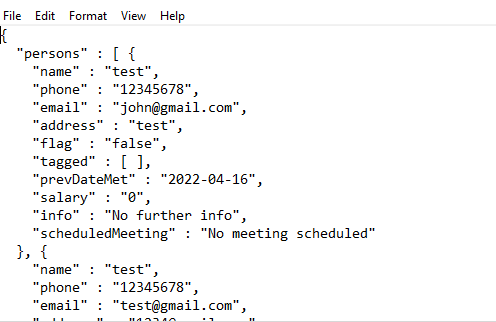 File Edit Format View Help
{
  "persons" : [ {
    "name" : "test",
    "phone" : "12345678",
    "email" : "john@gmail.com",
    "address" : "test",
    "flag" : "false",
    "tagged" : [ ],
    "prevDateMet" : "2022-04-16",
    "salary" : "0",
    "info" : "No further info",
    "scheduledMeeting" : "No meeting scheduled"
  }, {
    "name" : "test",
    "phone" : "12345678",
    "email" : "test@gmail.com",